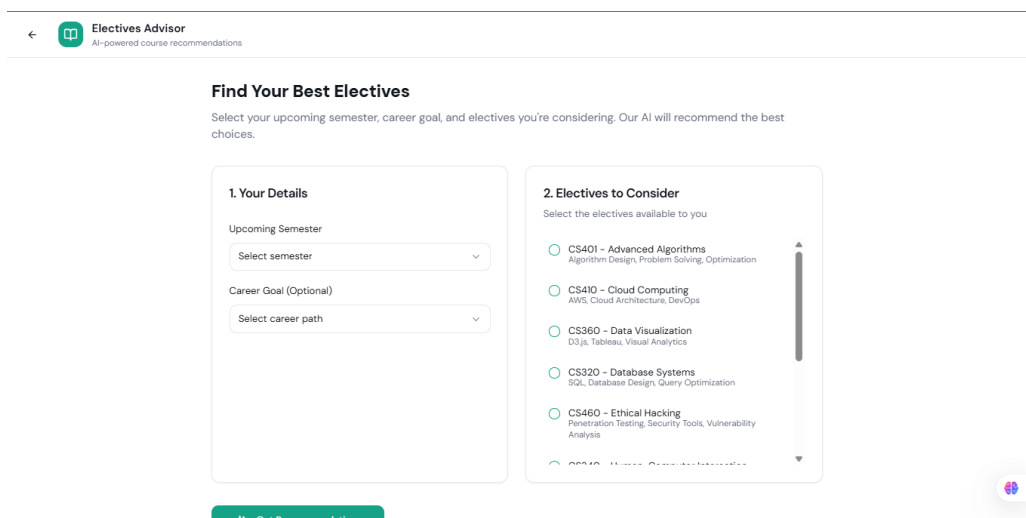 Electives Advisor
AI-powered course recommendations
Find Your Best Electives
Select your upcoming semester, career goal, and electives you're considering. Our AI will recommend the best
choices.
1. Your Details
Upcoming Semester
Select semester
Career Goal (Optional)
Select career path
2. Electives to Consider
Select the electives available to you
CS401 - Advanced Algorithms
Algorithm Design, Problem Solving, Optimization
CS410 - Cloud Computing
AWS, Cloud Architecture, DevOps
CS360 - Data Visualization
D3.js, Tableau, Visual Analytics
CS320 - Database Systems
SQL, Database Design, Query Optimization
CS460 - Ethical Hacking
Penetration Testing, Security Tools, Vulnerability
Analysis
CS340 - Human-Computer Interaction